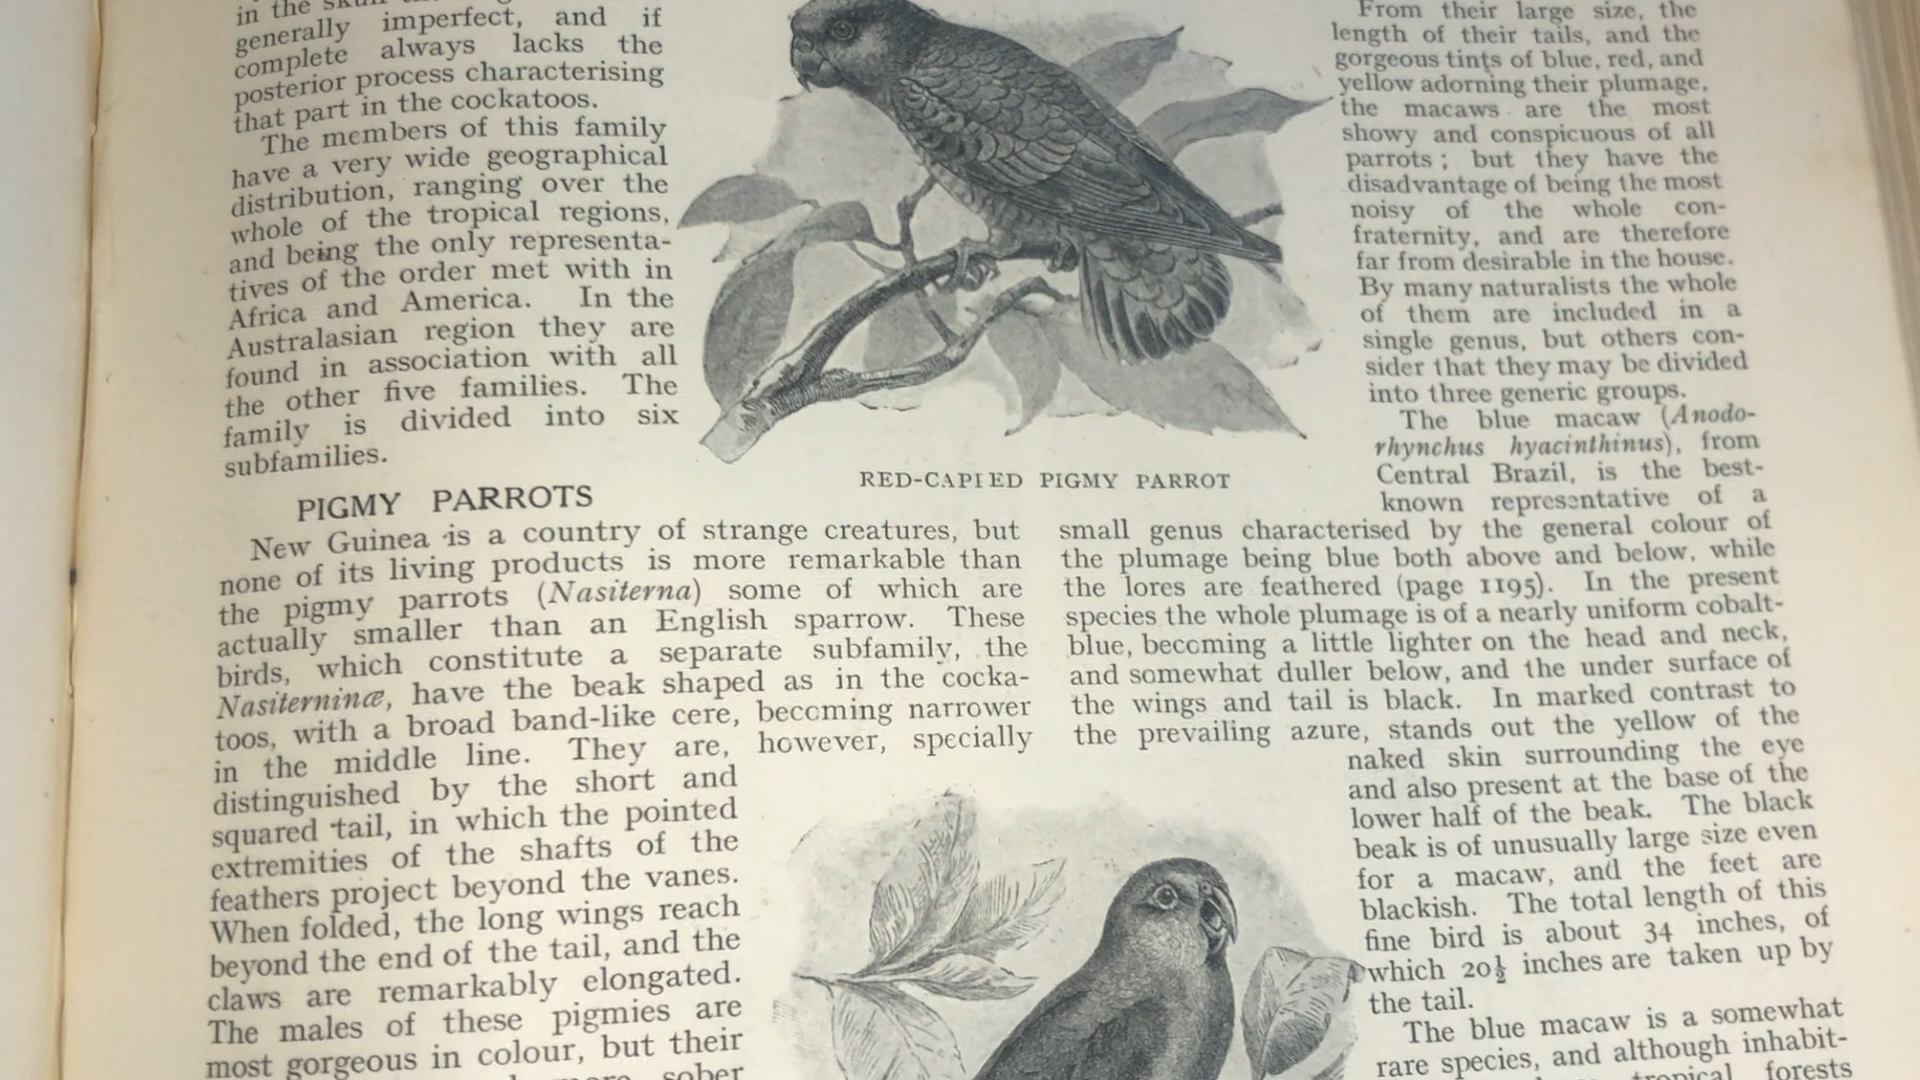 in the
generally imperfect, and if
complete always lacks the
posterior process characterising
that part in the cockatoos.
The members of this family
have a very wide geographical
distribution, ranging over the
whole of the tropical regions,
and being the only representa-
tives of the order met with in
Africa and America. In the
Australasian region they are
found in association with all
the other five families. The
family is divided into six
subfamilies.
RED-CAPPED PIGMY PARROT
PIGMY PARROTS
New Guinea is a country of strange creatures, but
none of its living products is more remarkable than
the pigmy parrots (Nasiterna) some of which are
actually smaller than an English sparrow. These
birds, which constitute a separate subfamily, the
Nasiterninæ, have the beak shaped as in the cocka-
toos, with a broad band-like cere, becoming narrower
in the middle line. They are, however, specially
distinguished by the short and
squared tail, in which the pointed
extremities of the shafts of the
feathers project beyond the vanes.
When folded, the long wings reach
beyond the end of the tail, and the
claws are remarkably elongated.
The males of these pigmies are
most gorgeous in colour, but their
sober
From their large size, the
length of their tails, and the
gorgeous tints of blue, red, and
yellow adorning their plumage,
the macaws are the most
showy and conspicuous of all
parrots; but they have the
disadvantage of being the most
noisy of the whole con-
fraternity, and are therefore
far from desirable in the house.
By many naturalists the whole
of them are included in a
single genus, but others con-
sider that they may be divided
into three generic groups.
The blue macaw (Anodo-
rhynchus hyacinthinus), from
Central Brazil, is the best-
known representative of a
small genus characterised by the general colour of
the plumage being blue both above and below, while
the lores are feathered (page 1195). In the present
species the whole plumage is of a nearly uniform cobalt-
blue, becoming a little lighter on the head and neck,
and somewhat duller below, and the under surface of
the wings and tail is black. In marked contrast to
the prevailing azure, stands out the yellow of the
naked skin surrounding the eye
and also present at the base of the
lower half of the beak. The black
beak is of unusually large size even
for a macaw, and the feet are
blackish. The total length of this
fine bird is about 34 inches, of
which 20½ inches are taken up by
the tail.
The blue macaw is a somewhat
rare species, and although inhabit-
tropical forests